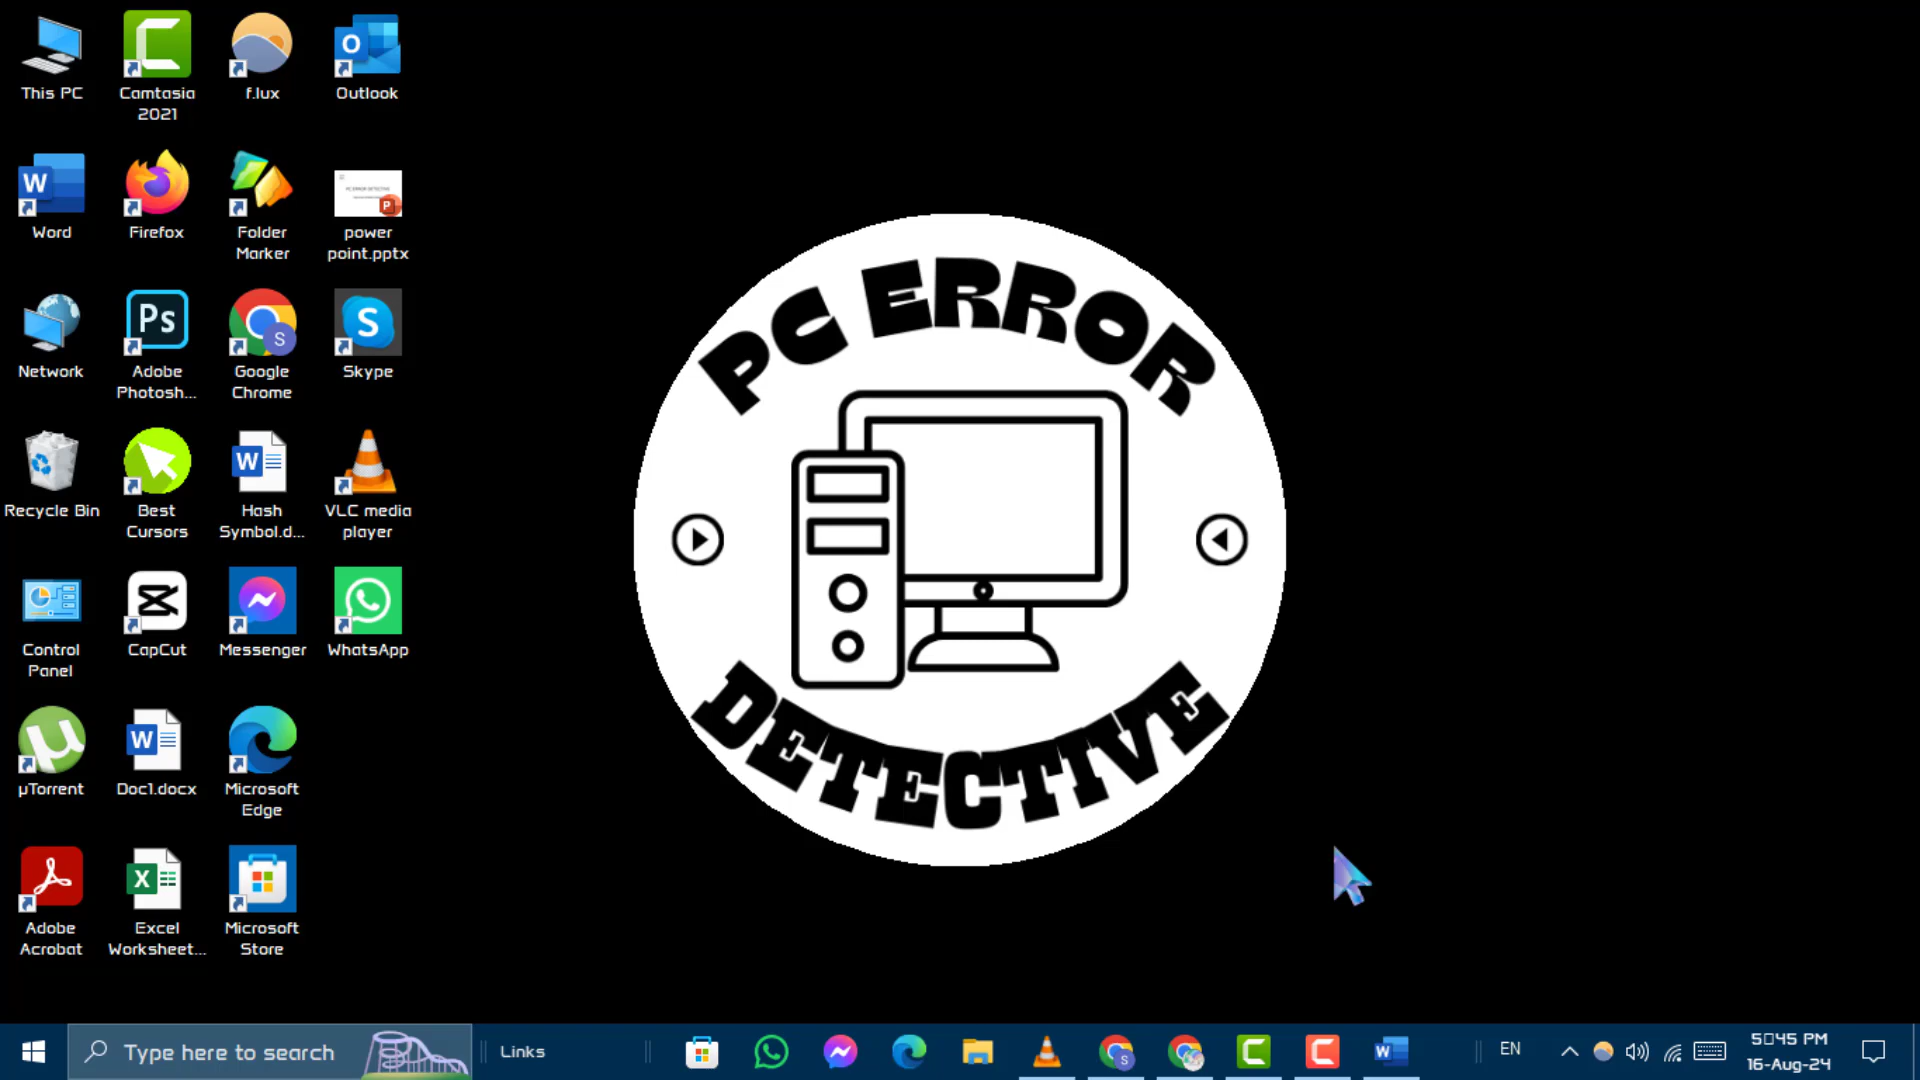 This PC
Camtasia
2021
f.lux
Outlook
Word
Firefox
Folder
Marker
power
point.pptx
Network
Adobe
Photosh...
Google
Chrome
Skype
Recycle Bin
Best
Cursors
Hash
Symbol.d...
VLC media
player
Control
Panel
CapCut
Messenger
WhatsApp
µTorrent
Doc1.docx
Microsoft
Edge
Adobe
Acrobat
Excel
Worksheet...
Microsoft
Store
PC ERROR
DETECTIVE
Type here to search
Links
EN
5□45 PM
16-Aug-24